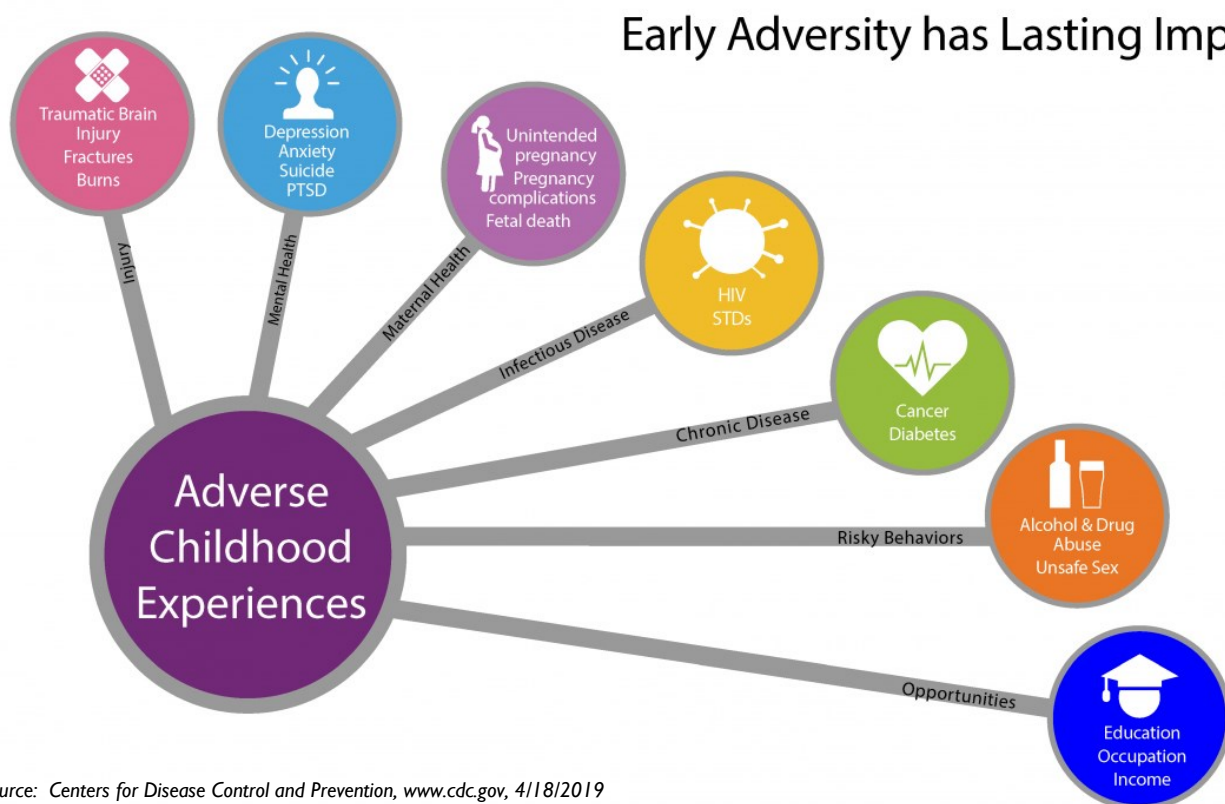 Early Adversity has Lasting Imp
Traumatic Brain
Injury
Fractures
Burns
Depression
Anxiety
Suicide
PTSD
Unintended
pregnancy
Pregnancy
complications
Fetal death
HIV
STDs
Cancer
Diabetes
Alcohol & Drug
Abuse
Unsafe Sex
Education
Occupation
Income
Injury
Mental Health
Maternal Health
Infectious Disease
Chronic Disease
Risky Behaviors
Opportunities
Adverse
Childhood
Experiences
urce: Centers for Disease Control and Prevention, www.cdc.gov, 4/18/2019